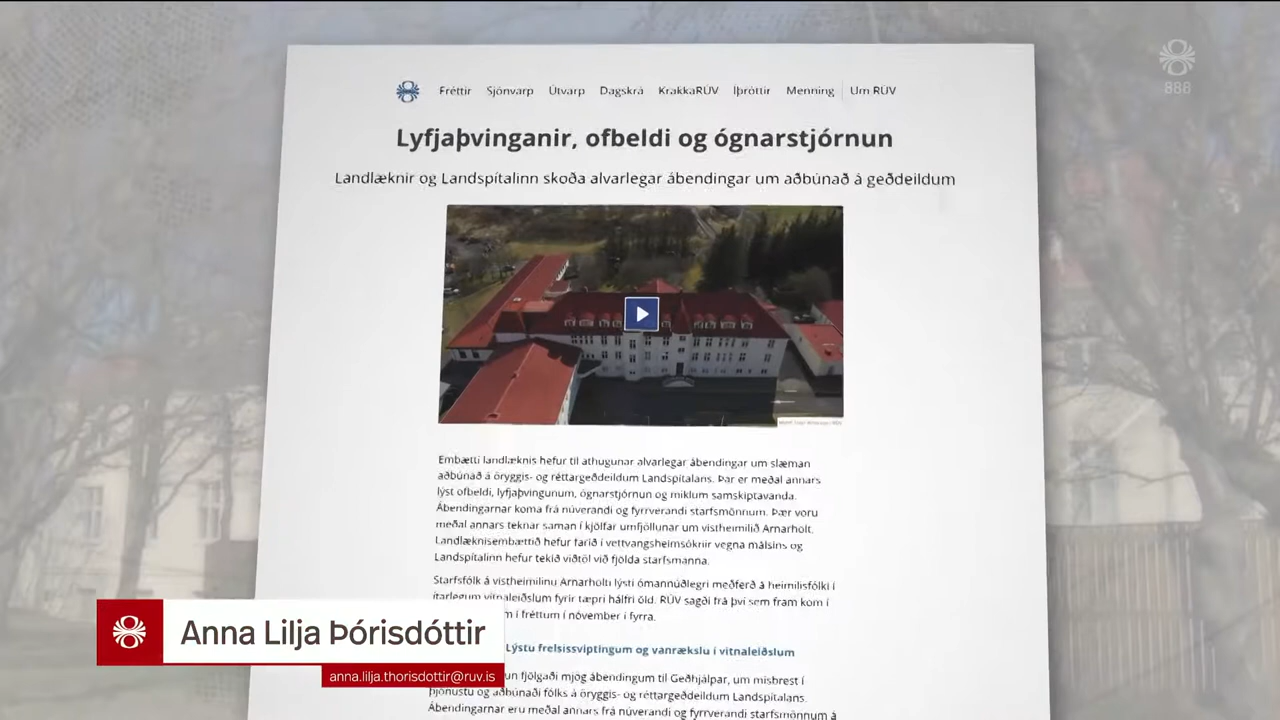 888
Fréttir Sjónvarp Útvarp Dagskrá KrakkaRÚV Íþróttir Menning Um RÚV
Lyfjaþvinganir, ofbeldi og ógnarstjórnun
Landlæknir og Landspítalinn skoða alvarlegar ábendingar um aðbúnað á geðdeildum
Embætti landlæknis hefur til athugunar alvarlegar ábendingar um slæman
aðbúnað á öryggis- og réttargeðdeildum Landspítalans. Þar er meðal annars
lýst ofbeldi, lyfjaþvingunum, ógnarstjórnun og miklum samskiptavanda.
Ábendingarnar koma frá núverandi og fyrrverandi starfsmönnum. Þær voru
meðal annars teknar saman í kjölfar umfjöllunar um vistheimilið Arnarholt.
Landlæknisembættið hefur farið í vettvangsheimsóknir vegna málsins og
Landspítalinn hefur tekið viðtöl við fjölda starfsmanna.
Starfsfólk á vistheimilinu Arnarholti lýsti ómannúðlegri meðferð á heimilisfólki í
ítarlegum vitnaleiðslum fyrir tæpri hálfri öld. RÚV sagði frá því sem fram kom í
í fréttum í nóvember í fyrra.
Lýstu frelsissviptingum og vanrækslu í vitnaleiðslum
fjölgaði mjög ábendingum til Geðhjálpar, um misbrest í
þjónustu og aðbúnaði fólks á öryggis- og réttargeðdeildum Landspítalans.
Ábendingarnar eru meðal annars frá núverandi og fyrrverandi starfsmönnum á
Anna Lilja Þórisdóttir
anna.lilja.thorisdottir@ruv.is